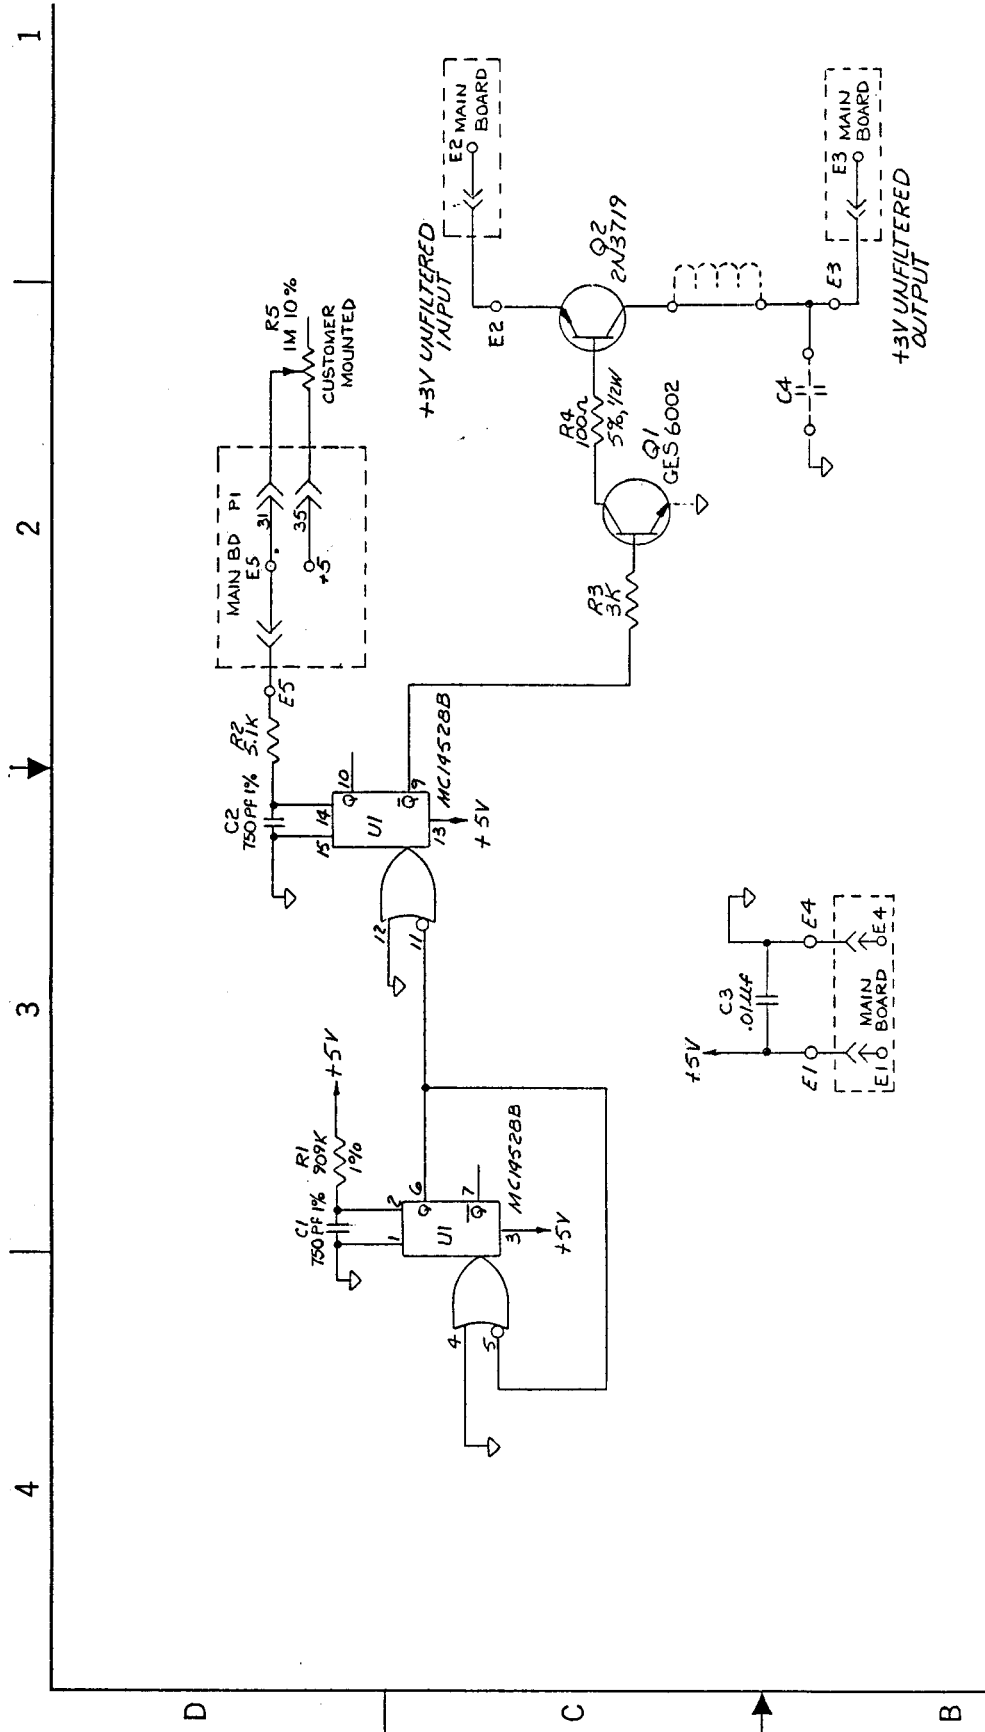 4
3
2
1
D
C
B
C1
750PF 1%
R1
909K
1%
+5V
1
2
U1
Q 6
Q̅ 7
3
MC14528B
+5V
4
5
C2
750PF 1%
R2
5.1K
E5
15
14
U1
Q 10
Q̅ 9
13
MC14528B
+5V
12
11
MAIN BD P1
E5
31
35
+5
R5
1M 10%
CUSTOMER
MOUNTED
R3
3K
Q1
GES6002
R4
100Ω
5%, 1/2W
Q2
2N3719
+3V UNFILTERED
INPUT
E2
E2 MAIN
BOARD
C4
E3
E3 MAIN
BOARD
+3V UNFILTERED
OUTPUT
+5V
C3
.01µf
E1
E4
E1
MAIN
BOARD
E4